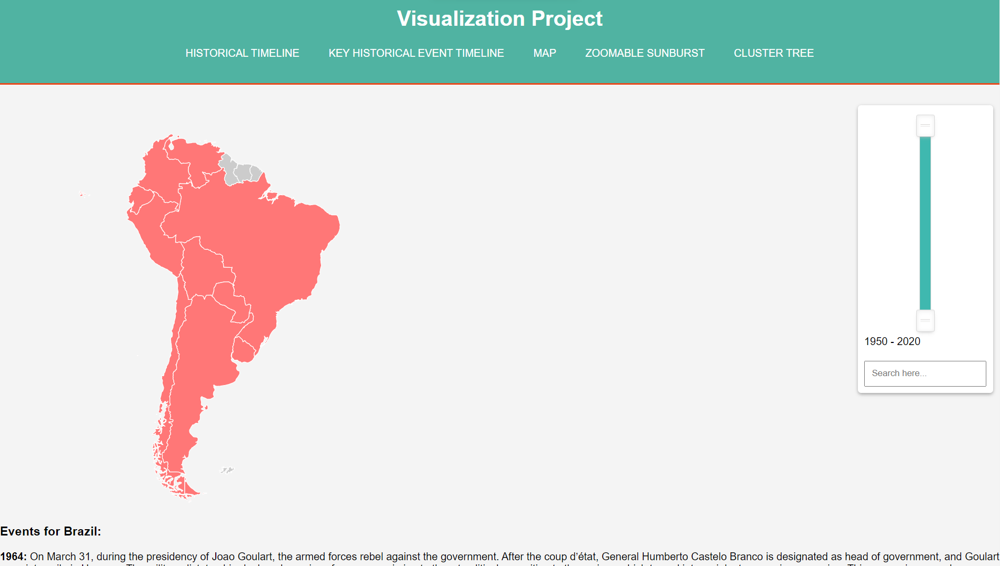 Visualization Project
HISTORICAL TIMELINE KEY HISTORICAL EVENT TIMELINE MAP ZOOMABLE SUNBURST CLUSTER TREE
1950 - 2020
Search here...
Events for Brazil:
1964: On March 31, during the presidency of Joao Goulart, the armed forces rebel against the government. After the coup d’état, General Humberto Castelo Branco is designated as head of government, and Goulart